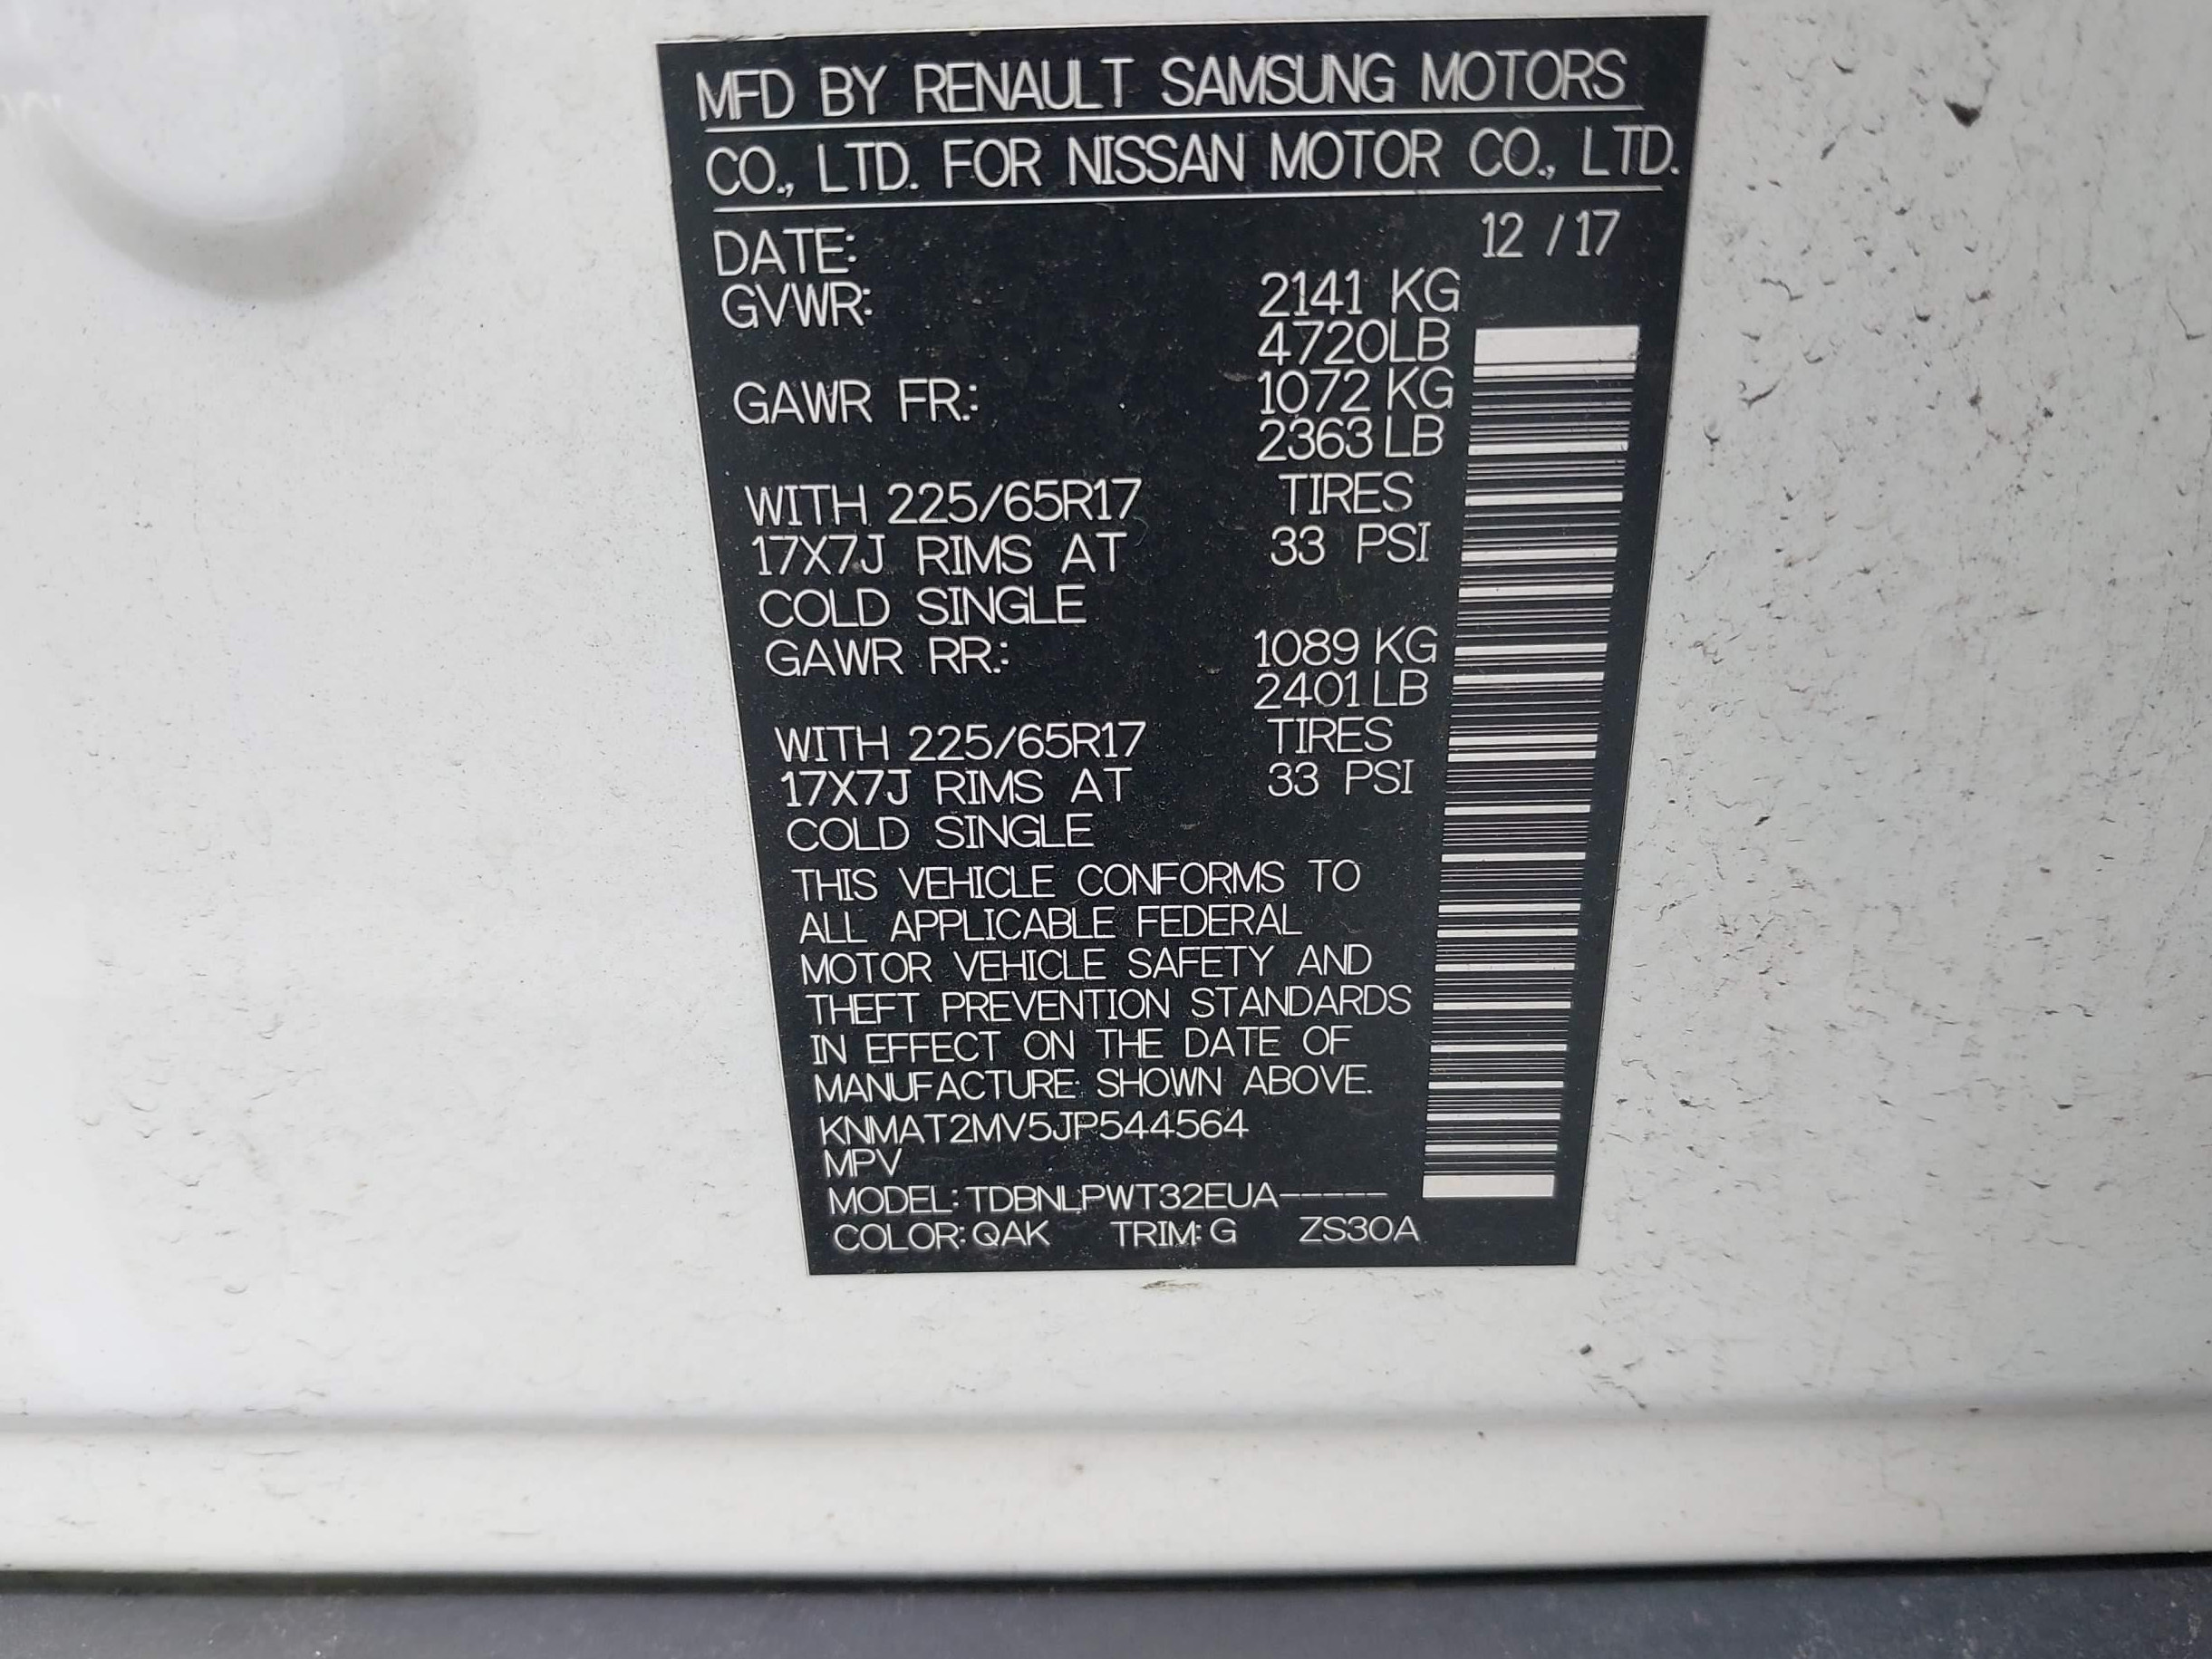 MFD BY RENAULT SAMSUNG MOTORS
CO., LTD. FOR NISSAN MOTOR CO., LTD.
DATE: 12 / 17
GVWR: 2141 KG
4720LB
GAWR FR.: 1072 KG
2363 LB
WITH 225/65R17 TIRES
17X7J RIMS AT 33 PSI
COLD SINGLE
GAWR RR.: 1089 KG
2401 LB
WITH 225/65R17 TIRES
17X7J RIMS AT 33 PSI
COLD SINGLE
THIS VEHICLE CONFORMS TO
ALL APPLICABLE FEDERAL
MOTOR VEHICLE SAFETY AND
THEFT PREVENTION STANDARDS
IN EFFECT ON THE DATE OF
MANUFACTURE SHOWN ABOVE.
KNMAT2MV5JP544564
MPV
MODEL: TDBNLPWT32EUA-----
COLOR: QAK TRIM: G ZS30A